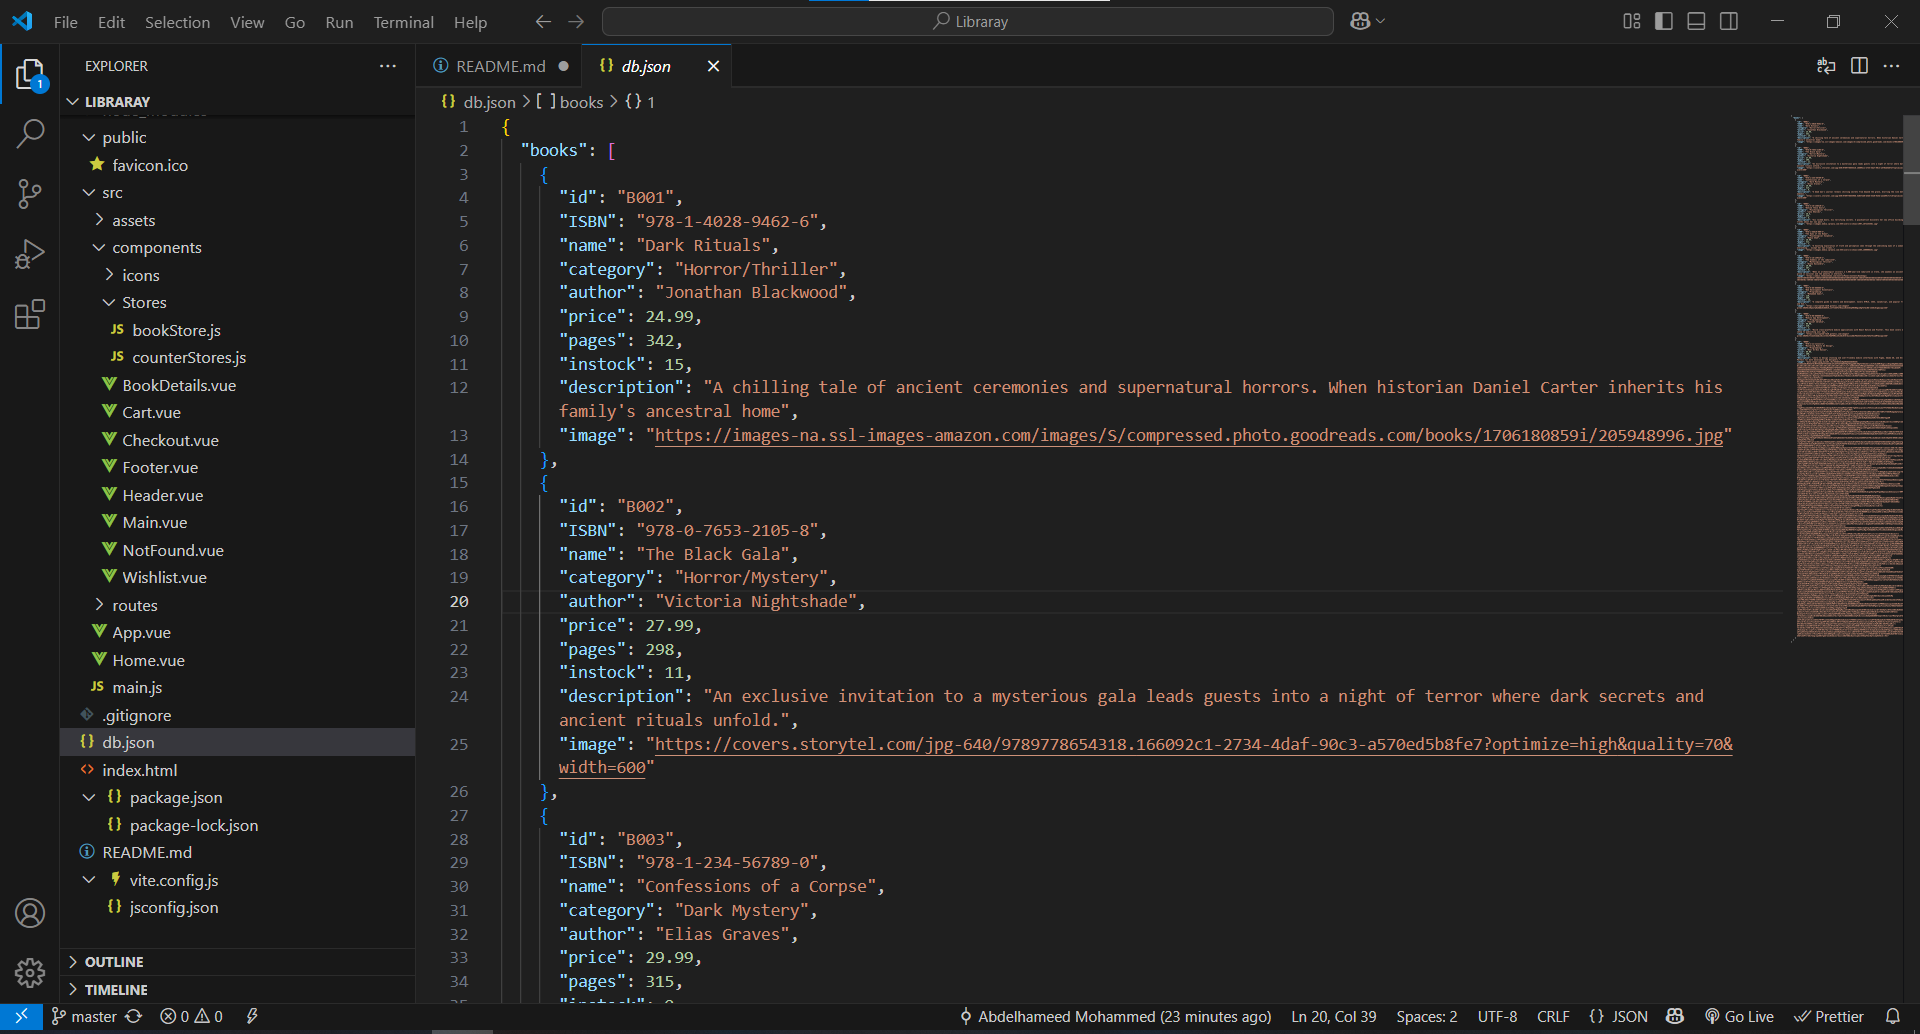 File Edit Selection View Go Run Terminal Help
Libraray
EXPLORER
LIBRARAY
public
favicon.ico
src
assets
components
icons
Stores
JS bookStore.js
JS counterStores.js
BookDetails.vue
Cart.vue
Checkout.vue
Footer.vue
Header.vue
Main.vue
NotFound.vue
Wishlist.vue
routes
App.vue
Home.vue
JS main.js
.gitignore
{} db.json
<> index.html
{} package.json
{} package-lock.json
README.md
vite.config.js
{} jsconfig.json
OUTLINE
TIMELINE
1
README.md
{} db.json
{} db.json > [ ] books > {} 1
1 {
2 "books": [
3 {
4 "id": "B001",
5 "ISBN": "978-1-4028-9462-6",
6 "name": "Dark Rituals",
7 "category": "Horror/Thriller",
8 "author": "Jonathan Blackwood",
9 "price": 24.99,
10 "pages": 342,
11 "instock": 15,
12 "description": "A chilling tale of ancient ceremonies and supernatural horrors. When historian Daniel Carter inherits his
family's ancestral home",
13 "image": "https://images-na.ssl-images-amazon.com/images/S/compressed.photo.goodreads.com/books/1706180859i/205948996.jpg"
14 },
15 {
16 "id": "B002",
17 "ISBN": "978-0-7653-2105-8",
18 "name": "The Black Gala",
19 "category": "Horror/Mystery",
20 "author": "Victoria Nightshade",
21 "price": 27.99,
22 "pages": 298,
23 "instock": 11,
24 "description": "An exclusive invitation to a mysterious gala leads guests into a night of terror where dark secrets and
ancient rituals unfold.",
25 "image": "https://covers.storytel.com/jpg-640/9789778654318.166092c1-2734-4daf-90c3-a570ed5b8fe7?optimize=high&quality=70&
width=600"
26 },
27 {
28 "id": "B003",
29 "ISBN": "978-1-234-56789-0",
30 "name": "Confessions of a Corpse",
31 "category": "Dark Mystery",
32 "author": "Elias Graves",
33 "price": 29.99,
34 "pages": 315,
master 0 0 Abdelhameed Mohammed (23 minutes ago) Ln 20, Col 39 Spaces: 2 UTF-8 CRLF {} JSON Go Live Prettier